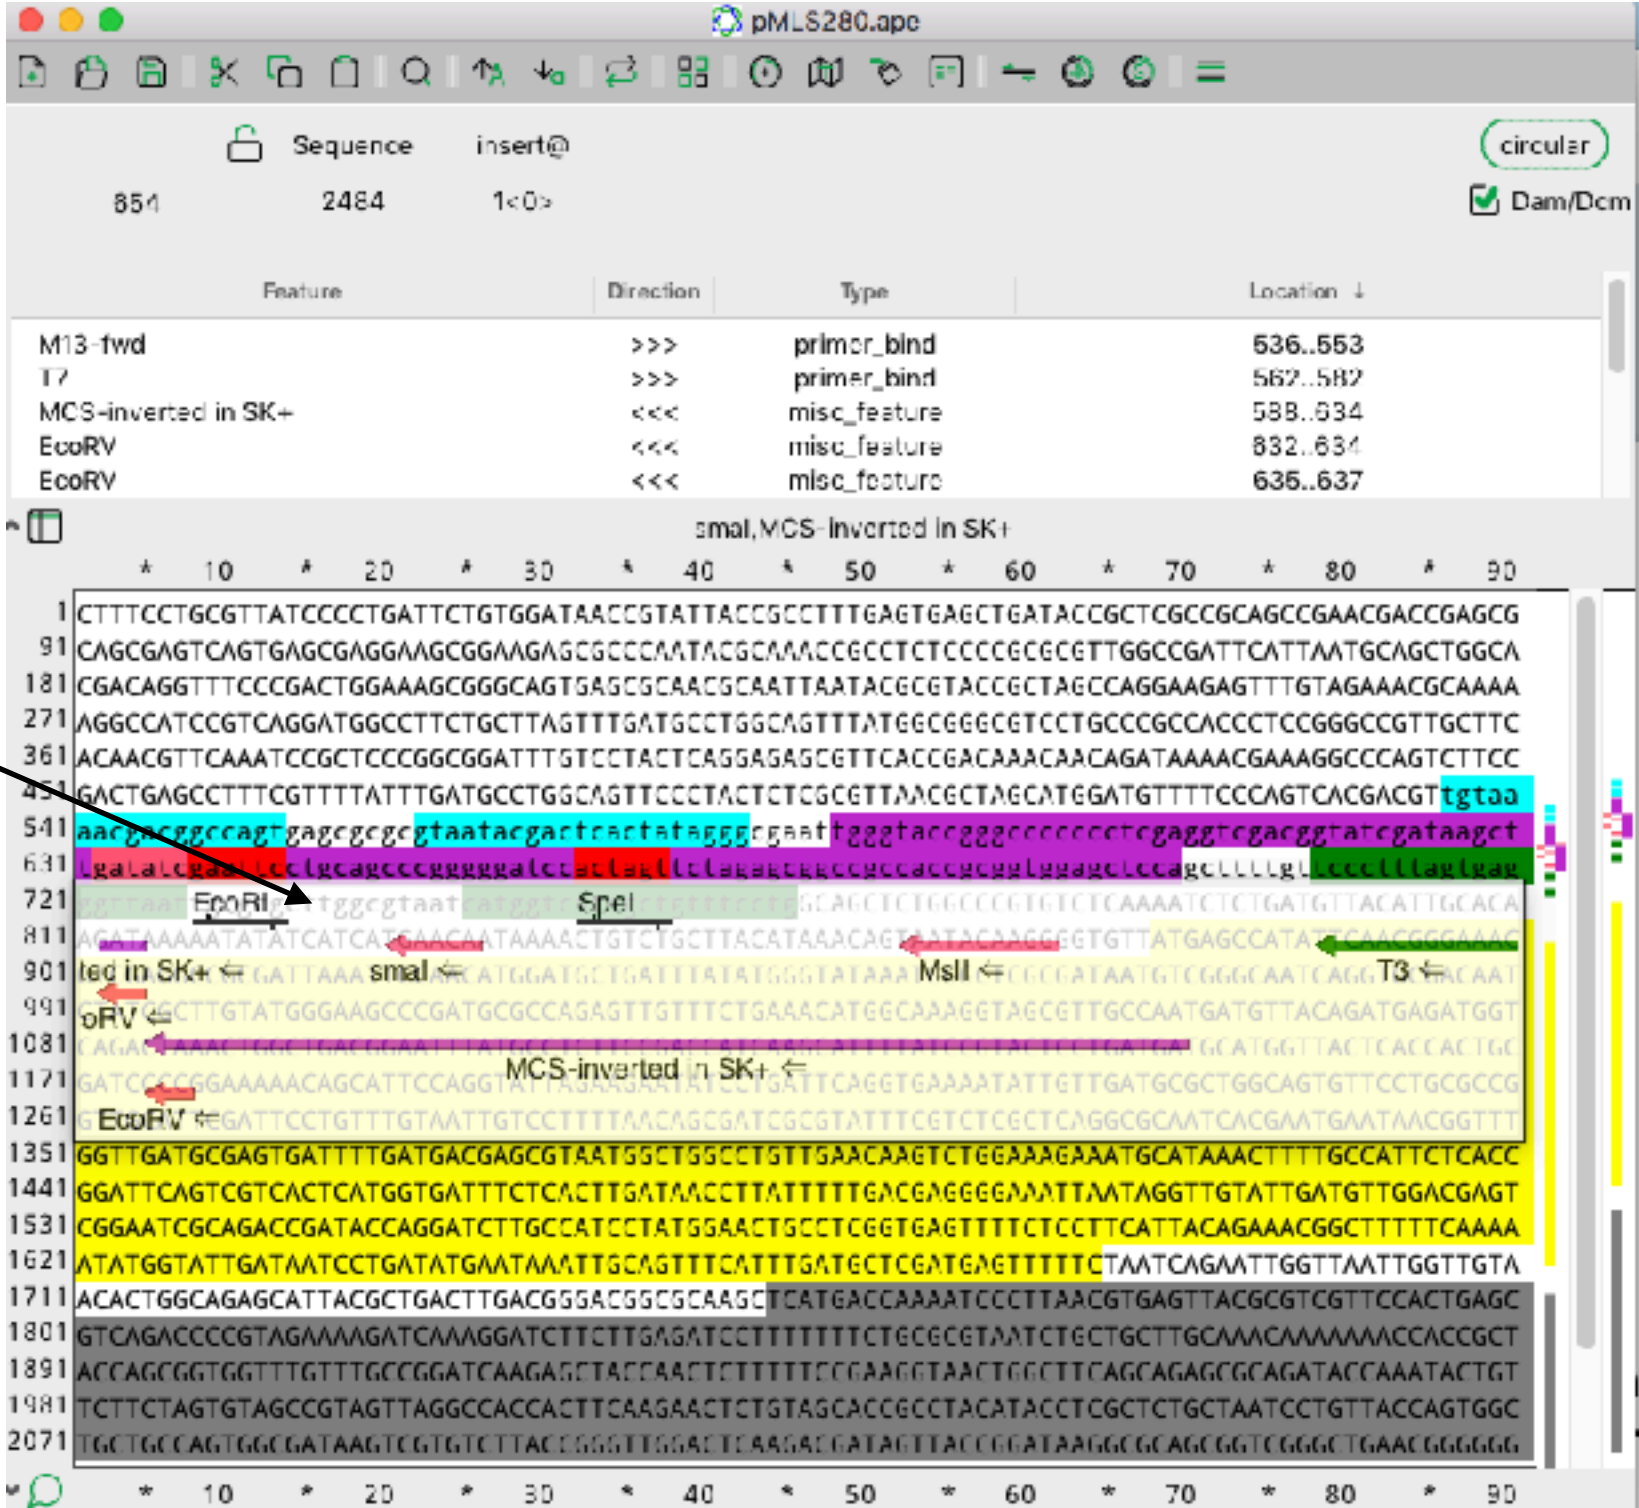 pMLS280.ape
Sequence insert@ circular
654 2484 1<0> Dam/Dcm
Feature Direction Type Location ↓
M13-fwd >>> primer_bind 536..553
T7 >>> primer_bind 562..582
MCS-inverted in SK+ <<< misc_feature 588..634
EcoRV <<< misc_feature 632..634
EcoRV <<< misc_feature 635..637
smaI,MCS-inverted in SK+
* 10 * 20 * 30 * 40 * 50 * 60 * 70 * 80 * 90
1 CTTTCCTGCGTTATCCCCTGATTCTGTGGATAACCGTATTACCGCCTTTGAGTGAGCTGATACCGCTCGCCGCAGCCGAACGACCGAGCG
91 CAGCGAGTCAGTGAGCGAGGAAGCGGAAGAGCGCCCAATACGCAAACCGCCTCTCCCCGCGCGTTGGCCGATTCATTAATGCAGCTGGCA
181 CGACAGGTTTCCCGACTGGAAAGCGGGCAGTGAGCGCAACGCAATTAATACGCGTACCGCTAGCCAGGAAGAGTTTGTAGAAACGCAAAA
271 AGGCCATCCGTCAGGATGGCCTTCTGCTTAGTTTGATGCCTGGCAGTTTATGGCGGGCGTCCTGCCCGCCACCCTCCGGGCCGTTGCTTC
361 ACAACGTTCAAATCCGCTCCCGGCGGATTTGTCCTACTCAGGAGAGCGTTCACCGACAAACAACAGATAAAACGAAAGGCCCAGTCTTCC
451 GACTGAGCCTTTCGTTTTATTTGATGCCTGGCAGTTCCCTACTCTCGCGTTAACGCTAGCATGGATGTTTTCCCAGTCACGACGTtgtaa
541 aacgacggccagtgagcgcgcgtaatacgactcactatagggcgaattgggtaccgggccccccctcgaggtcgacggtatcgataagct
631 tgatatcgaattcctgcagcccgggggatccactagttctagagcggccgccaccgcggtggagctccagcttttgttccctttagtgag
721 EcoRI SpeI GCAGCTCTGGCCCGTGTCTCAAAATCTCTGATGTTACATTGCACA
811
901 ted in SK+ ⇐ smaI ⇐ MslI ⇐ T3 ⇐
991 oRV ⇐
1081 MCS-inverted in SK+ ⇐
1171
1261 EcoRV ⇐
1351 GGTTGATGCGAGTGATTTTGATGACGAGCGTAATGGCTGGCCTGTTGAACAAGTCTGGAAAGAAATGCATAAACTTTTGCCATTCTCACC
1441 GGATTCAGTCGTCACTCATGGTGATTTCTCACTTGATAACCTTATTTTTGACGAGGGGAAATTAATAGGTTGTATTGATGTTGGACGAGT
1531 CGGAATCGCAGACCGATACCAGGATCTTGCCATCCTATGGAACTGCCTCGGTGAGTTTTCTCCTTCATTACAGAAACGGCTTTTTCAAAA
1621 ATATGGTATTGATAATCCTGATATGAATAAATTGCAGTTTCATTTGATGCTCGATGAGTTTTTCTAATCAGAATTGGTTAATTGGTTGTA
1711 ACACTGGCAGAGCATTACGCTGACTTGACGGGACGGCGCAAGCTCATGACCAAAATCCCTTAACGTGAGTTACGCGTCGTTCCACTGAGC
1801 GTCAGACCCCGTAGAAAAGATCAAAGGATCTTCTTGAGATCCTTTTTTTCTGCGCGTAATCTGCTGCTTGCAAACAAAAAAACCACCGCT
1891 ACCAGCGGTGGTTTGTTTGCCGGATCAAGAGCTACCAACTCTTTTTCCGAAGGTAACTGGCTTCAGCAGAGCGCAGATACCAAATACTGT
1981 TCTTCTAGTGTAGCCGTAGTTAGGCCACCACTTCAAGAACTCTGTAGCACCGCCTACATACCTCGCTCTGCTAATCCTGTTACCAGTGGC
2071 TGCTGCCAGTGGCGATAAGTCGTGTCTTACCGGGTTGGACTCAAGACGATAGTTACCGGATAAGGCGCAGCGGTCGGGCTGAACGGGGGG
* 10 * 20 * 30 * 40 * 50 * 60 * 70 * 80 * 90